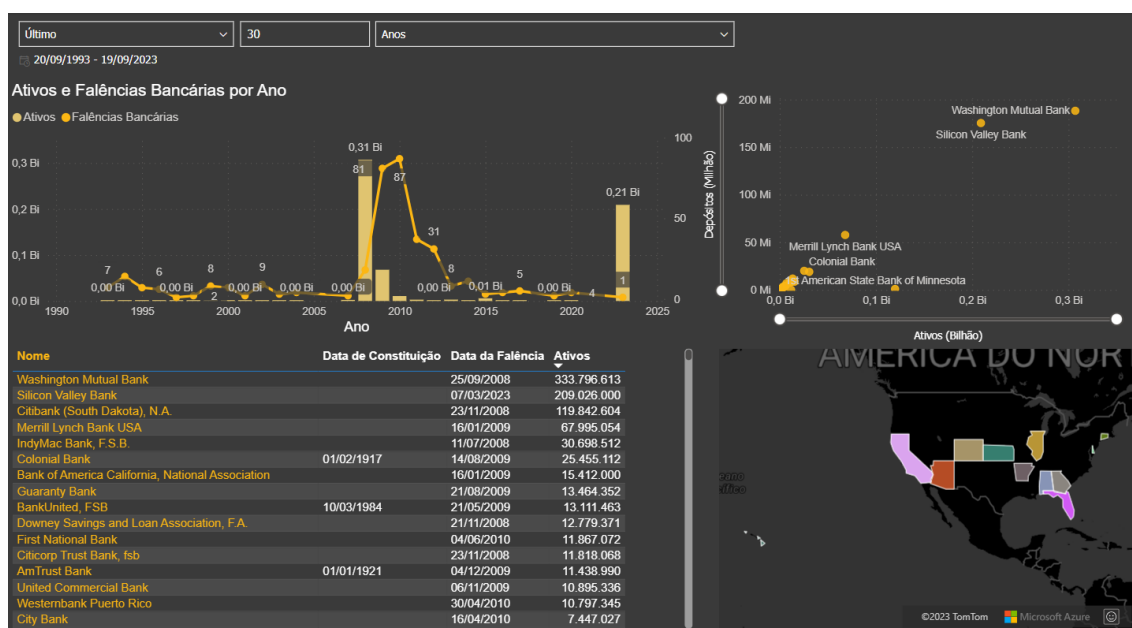 Último 30 Anos
20/09/1993 - 19/09/2023
Ativos e Falências Bancárias por Ano
Ativos Falências Bancárias
0,3 Bi
0,2 Bi
0,1 Bi
0,0 Bi
100
50
0
0,31 Bi
81
87
0,21 Bi
31
7
6
8
9
8
5
0,00 Bi 0,00 Bi 0,00 Bi 0,00 Bi 0,00 Bi 0,01 Bi 0,00 Bi
2
4
1
1990 1995 2000 2005 2010 2015 2020 2025
Ano
Depósitos (Milhão)
200 Mi
150 Mi
100 Mi
50 Mi
0 Mi
Washington Mutual Bank
Silicon Valley Bank
Merrill Lynch Bank USA
Colonial Bank
1st American State Bank of Minnesota
0,0 Bi 0,1 Bi 0,2 Bi 0,3 Bi
Ativos (Bilhão)
Nome Data de Constituição Data da Falência Ativos
Washington Mutual Bank 25/09/2008 333.796.613
Silicon Valley Bank 07/03/2023 209.026.000
Citibank (South Dakota), N.A. 23/11/2008 119.842.604
Merrill Lynch Bank USA 16/01/2009 67.995.054
IndyMac Bank, F.S.B. 11/07/2008 30.698.512
Colonial Bank 01/02/1917 14/08/2009 25.455.112
Bank of America California, National Association 16/01/2009 15.412.000
Guaranty Bank 21/08/2009 13.464.352
BankUnited, FSB 10/03/1984 21/05/2009 13.111.463
Downey Savings and Loan Association, F.A. 21/11/2008 12.779.371
First National Bank 04/06/2010 11.867.072
Citicorp Trust Bank, fsb 23/11/2008 11.818.068
AmTrust Bank 01/01/1921 04/12/2009 11.438.990
United Commercial Bank 06/11/2009 10.895.336
Westernbank Puerto Rico 30/04/2010 10.797.345
City Bank 16/04/2010 7.447.027
AMÉRICA DO NOR
©2023 TomTom Microsoft Azure